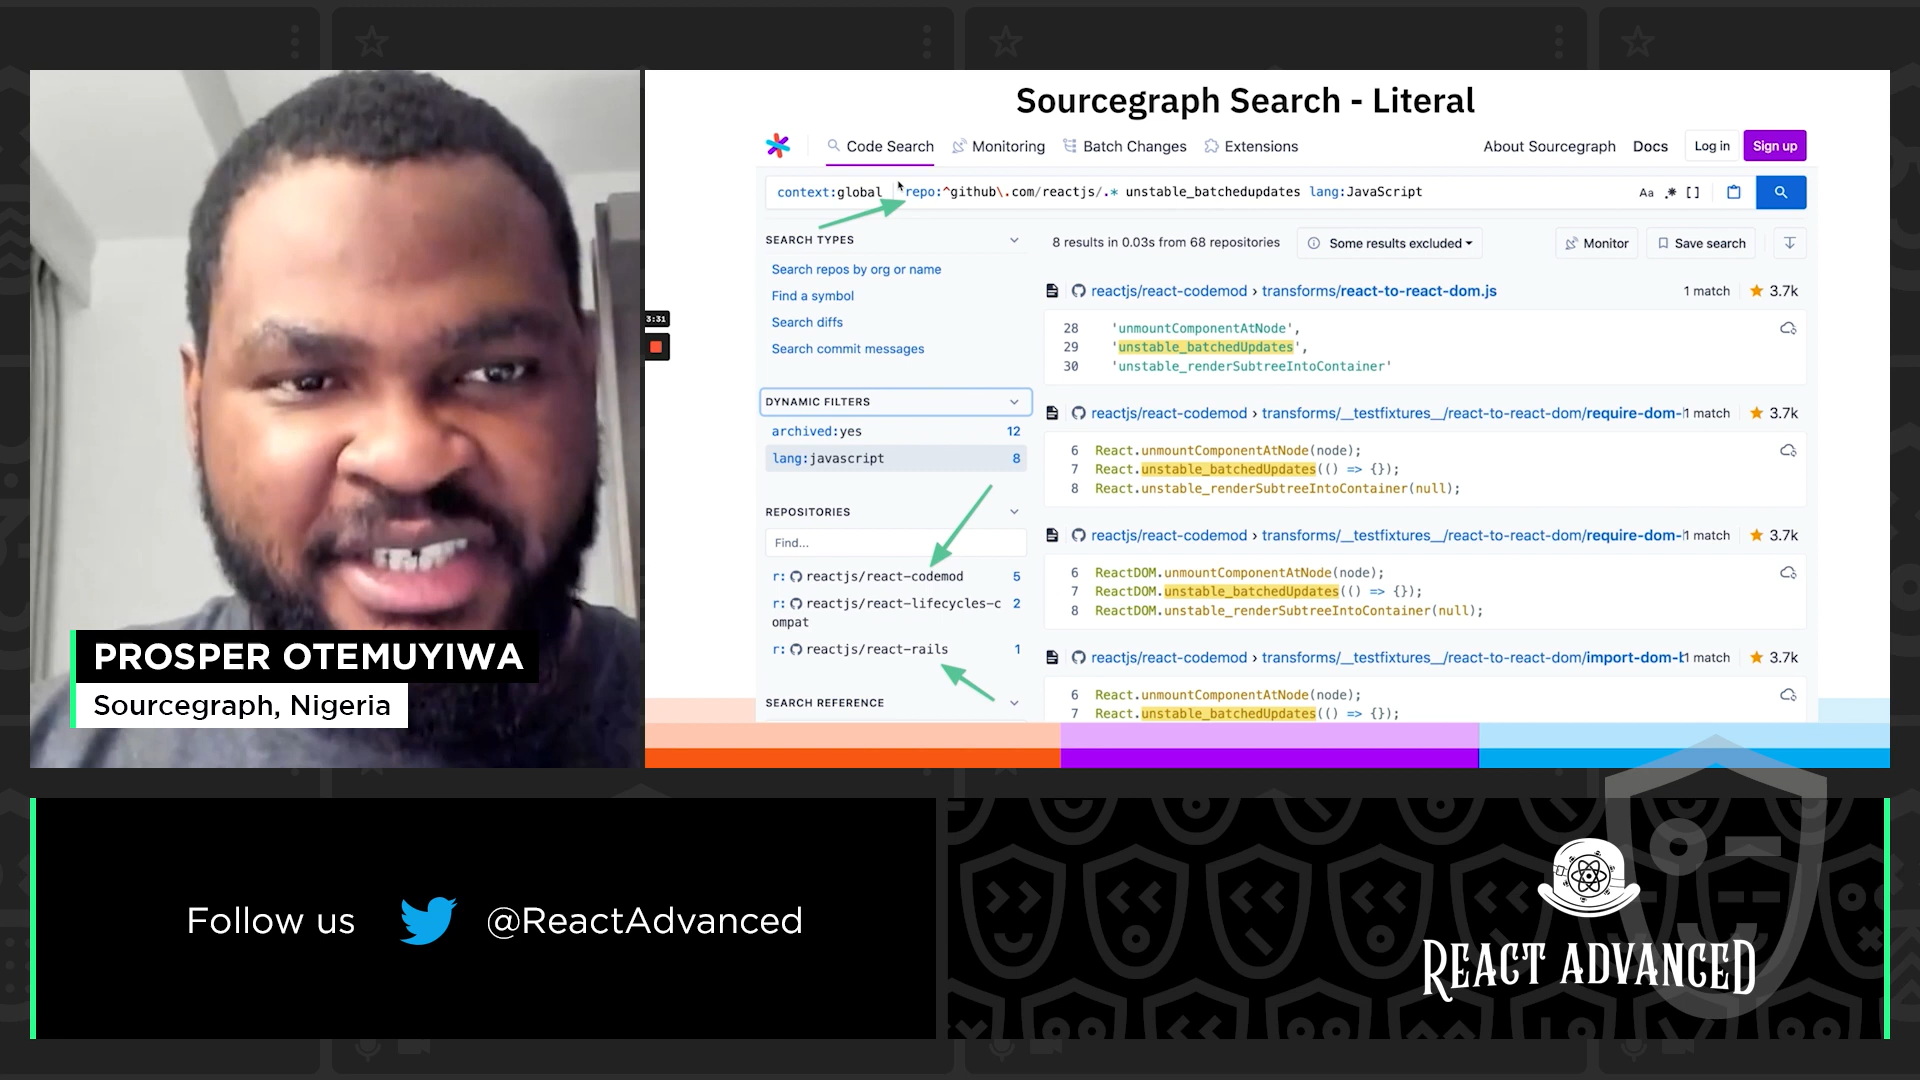 Sourcegraph Search - Literal
Code Search
Monitoring
Batch Changes
Extensions
About Sourcegraph
Docs
Log in
Sign up
context:global repo:^github\.com/reactjs/.* unstable_batchedupdates lang:JavaScript
Aa .* []
SEARCH TYPES
Search repos by org or name
Find a symbol
Search diffs
Search commit messages
DYNAMIC FILTERS
archived:yes 12
lang:javascript 8
REPOSITORIES
Find...
r: reactjs/react-codemod 5
r: reactjs/react-lifecycles-c 2
ompat
r: reactjs/react-rails 1
SEARCH REFERENCE
8 results in 0.03s from 68 repositories
Some results excluded
Monitor
Save search
reactjs/react-codemod › transforms/react-to-react-dom.js 1 match 3.7k
28 'unmountComponentAtNode',
29 'unstable_batchedUpdates',
30 'unstable_renderSubtreeIntoContainer'
reactjs/react-codemod › transforms/__testfixtures__/react-to-react-dom/require-dom- 1 match 3.7k
6 React.unmountComponentAtNode(node);
7 React.unstable_batchedUpdates(() => {});
8 React.unstable_renderSubtreeIntoContainer(null);
reactjs/react-codemod › transforms/__testfixtures__/react-to-react-dom/require-dom- 1 match 3.7k
6 ReactDOM.unmountComponentAtNode(node);
7 ReactDOM.unstable_batchedUpdates(() => {});
8 ReactDOM.unstable_renderSubtreeIntoContainer(null);
reactjs/react-codemod › transforms/__testfixtures__/react-to-react-dom/import-dom- 1 match 3.7k
6 React.unmountComponentAtNode(node);
7 React.unstable_batchedUpdates(() => {});
3:31
PROSPER OTEMUYIWA
Sourcegraph, Nigeria
Follow us
@ReactAdvanced
REACT ADVANCED